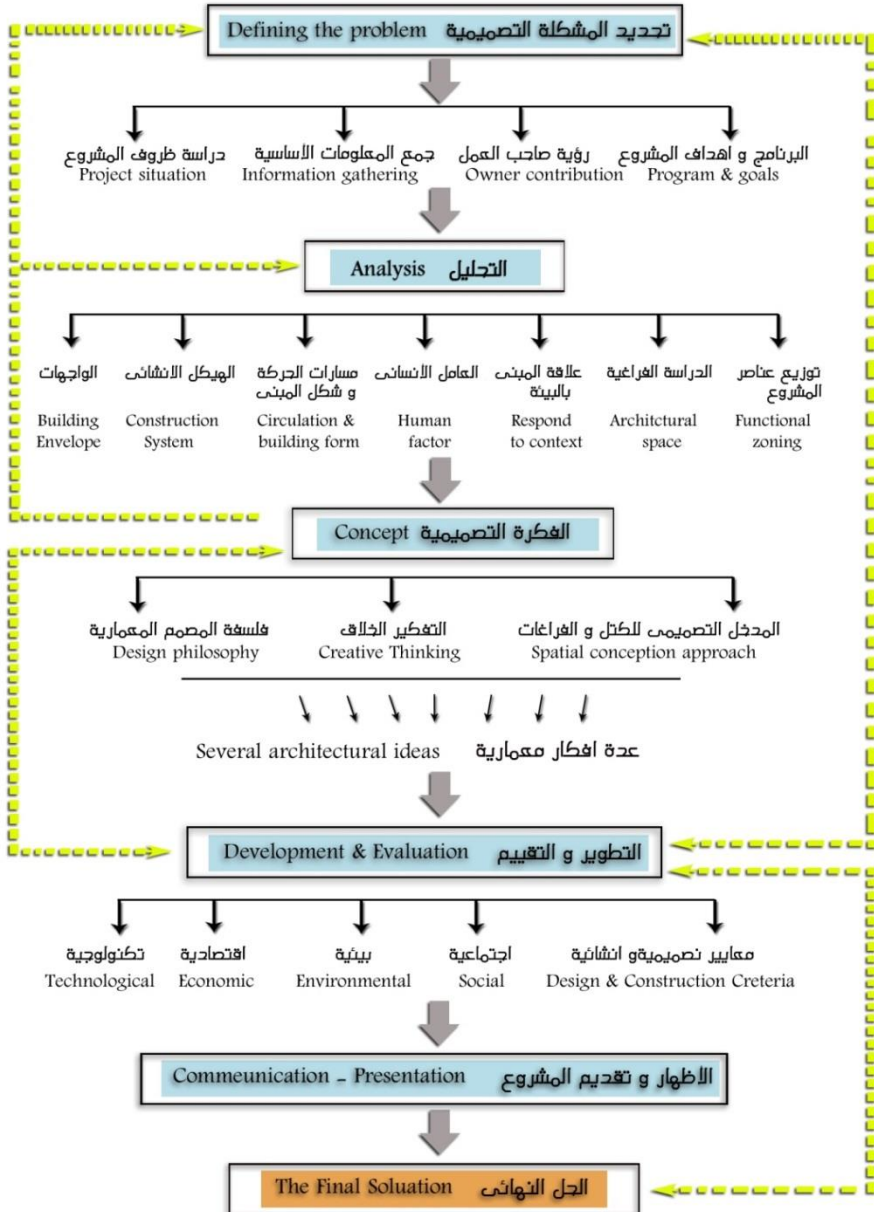 Defining the problem تحديد المشكلة التصميمية
دراسة ظروف المشروع
Project situation
جمع المعلومات الأساسية
Information gathering
رؤية صاحب العمل
Owner contribution
البرنامج و اهداف المشروع
Program & goals
Analysis التحليل
الواجهات
Building
Envelope
الهيكل الانشائى
Construction
System
مسارات الحركة
و شكل المبنى
Circulation &
building form
العامل الأنسانى
Human
factor
علاقة المبنى
بالبيئة
Respond
to context
الدراسة الفراغية
Architctural
space
توزيع عناصر
المشروع
Functional
zoning
Concept الفكرة التصميمية
فلسفة المصمم المعمارية
Design philosophy
التفكير الخلاق
Creative Thinking
المدخل التصميمى للكتل و الفراغات
Spatial conception approach
Several architectural ideas عدة افكار معمارية
Development & Evaluation التطوير و التقييم
تكنولوجية
Technological
اقتصادية
Economic
بيئية
Environmental
اجتماعية
Social
معايير نصميميةو انشائية
Design & Construction Creteria
Commeunication - Presentation الاظهار و تقديم المشروع
The Final Soluation الحل النهائى